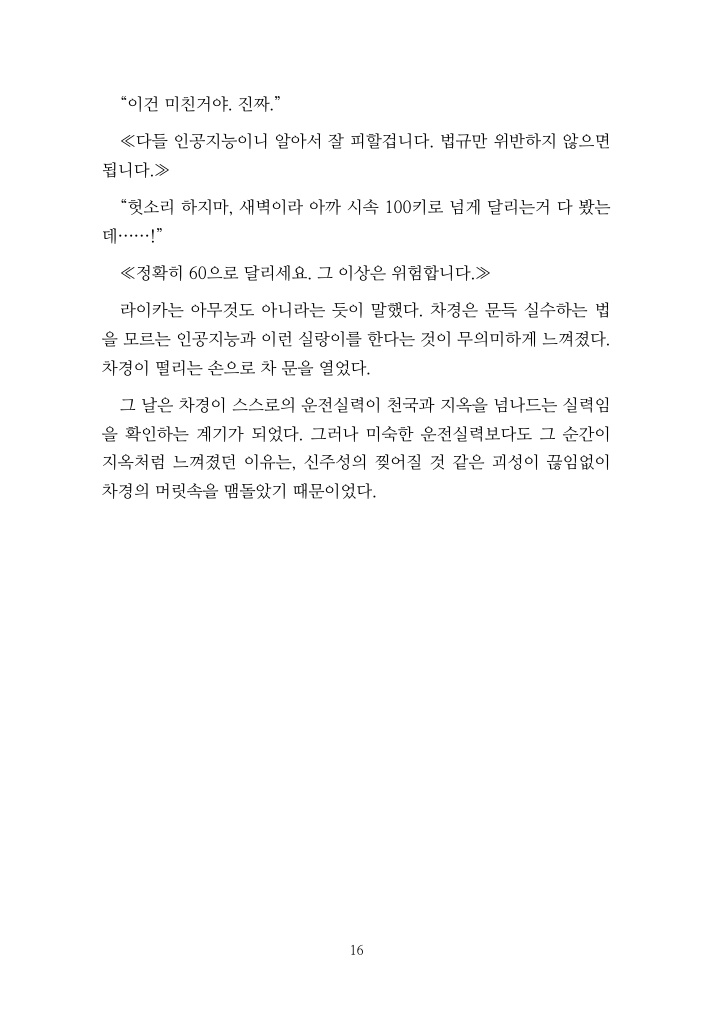 “이건 미친거야. 진짜.”
≪다들 인공지능이니 알아서 잘 피할겁니다. 법규만 위반하지 않으면
됩니다.≫
“헛소리 하지마, 새벽이라 아까 시속 100키로 넘게 달리는거 다 봤는
데……!”
≪정확히 60으로 달리세요. 그 이상은 위험합니다.≫
라이카는 아무것도 아니라는 듯이 말했다. 차경은 문득 실수하는 법
을 모르는 인공지능과 이런 실랑이를 한다는 것이 무의미하게 느껴졌다.
차경이 떨리는 손으로 차 문을 열었다.
그 날은 차경이 스스로의 운전실력이 천국과 지옥을 넘나드는 실력임
을 확인하는 계기가 되었다. 그러나 미숙한 운전실력보다도 그 순간이
지옥처럼 느껴졌던 이유는, 신주성의 찢어질 것 같은 괴성이 끊임없이
차경의 머릿속을 맴돌았기 때문이었다.
16